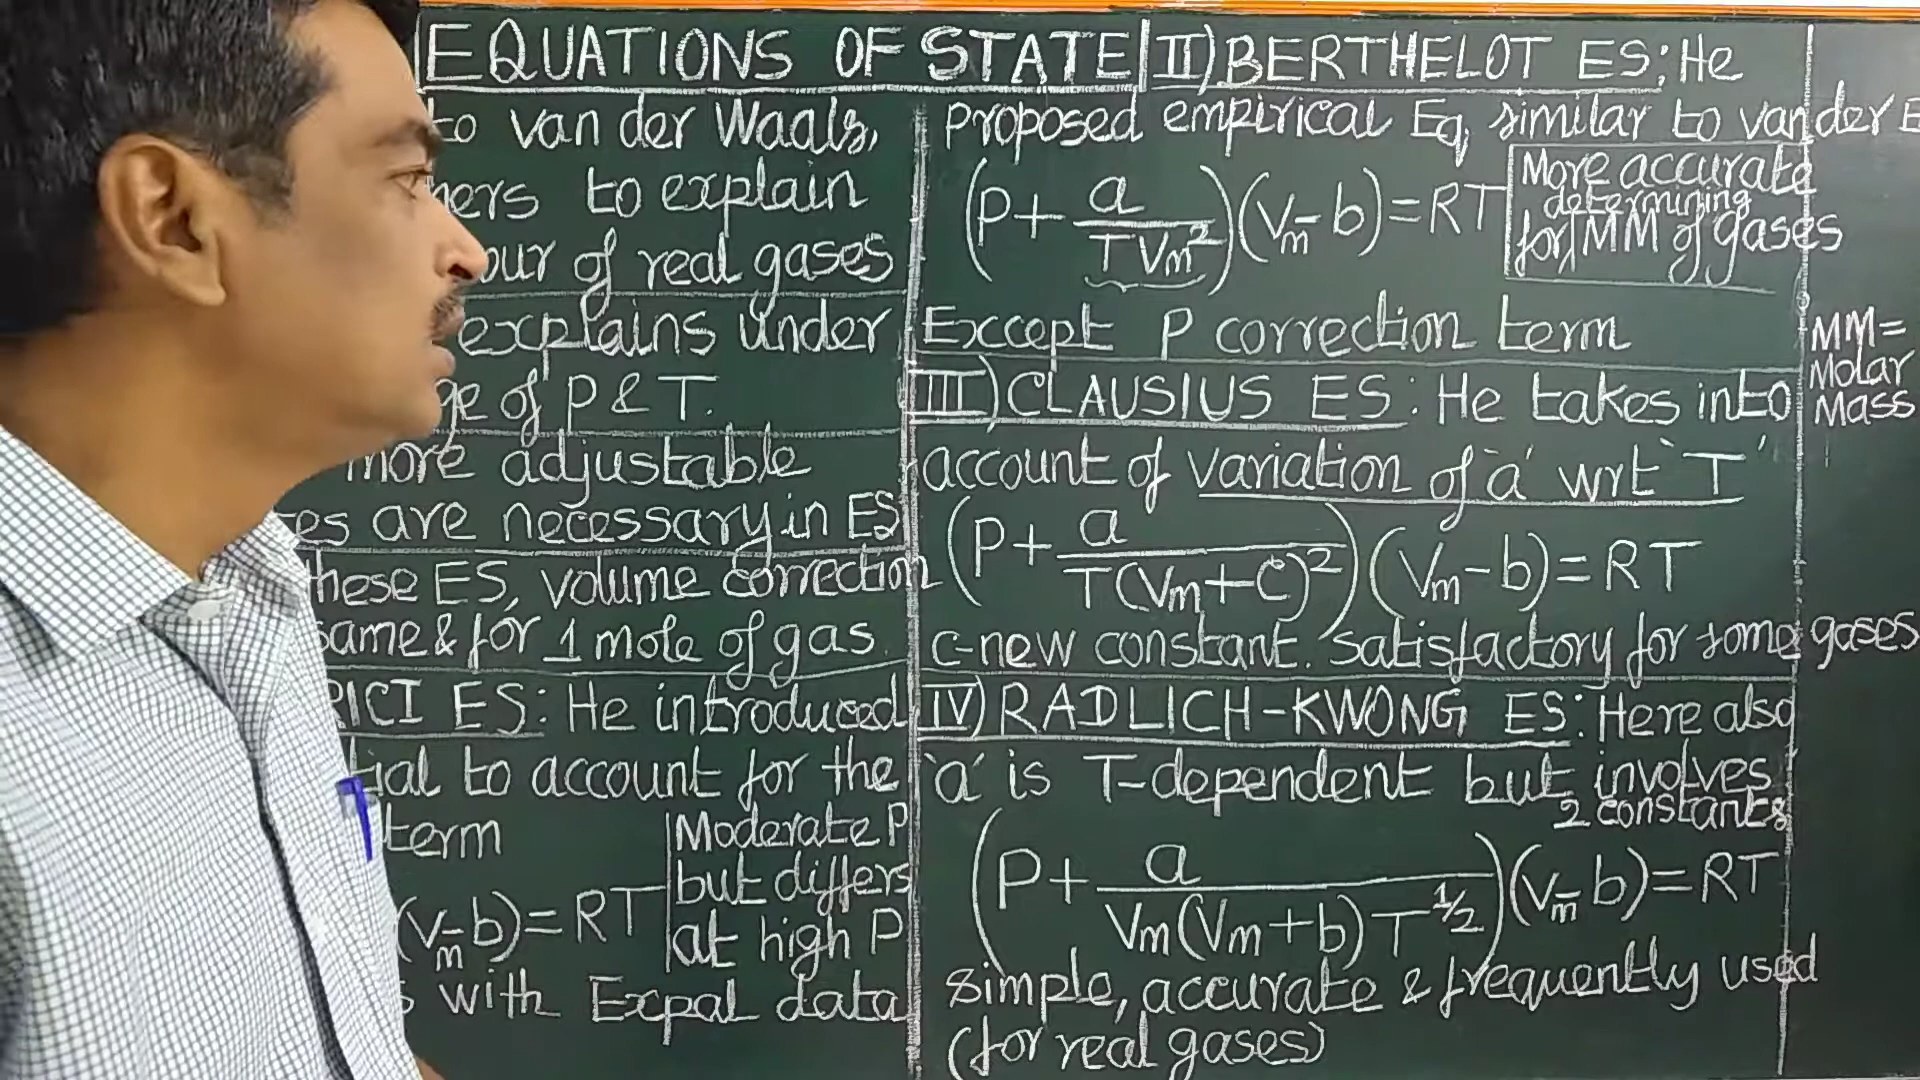 EQUATIONS OF STATE
to van der Waals,
to explain
of real gases
explains under
of P & T.
more adjustable
are necessary in ES
these ES, volume correction
same & for 1 mole of gas.
ES: He introduced
to account for the
term
(Vm-b)=RT
Moderate P
but differs
at high P
with Expal data
II) BERTHELOT ES: He
proposed empirical Eq, similar to van der E
(P + a/TVm²)(Vm-b)=RT
More accurate
for determining
MM of gases
Except P correction term
MM=
Molar
Mass
III) CLAUSIUS ES: He takes into
account of variation of 'a' wrt 'T'
(P + a/T(Vm+c)²)(Vm-b)=RT
c-new constant. satisfactory for some gases
IV) RADLICH-KWONG ES: Here also
'a' is T-dependent but involves
2 constants
(P + a/Vm(Vm+b)T^1/2)(Vm-b)=RT
simple, accurate & frequently used
(for real gases)